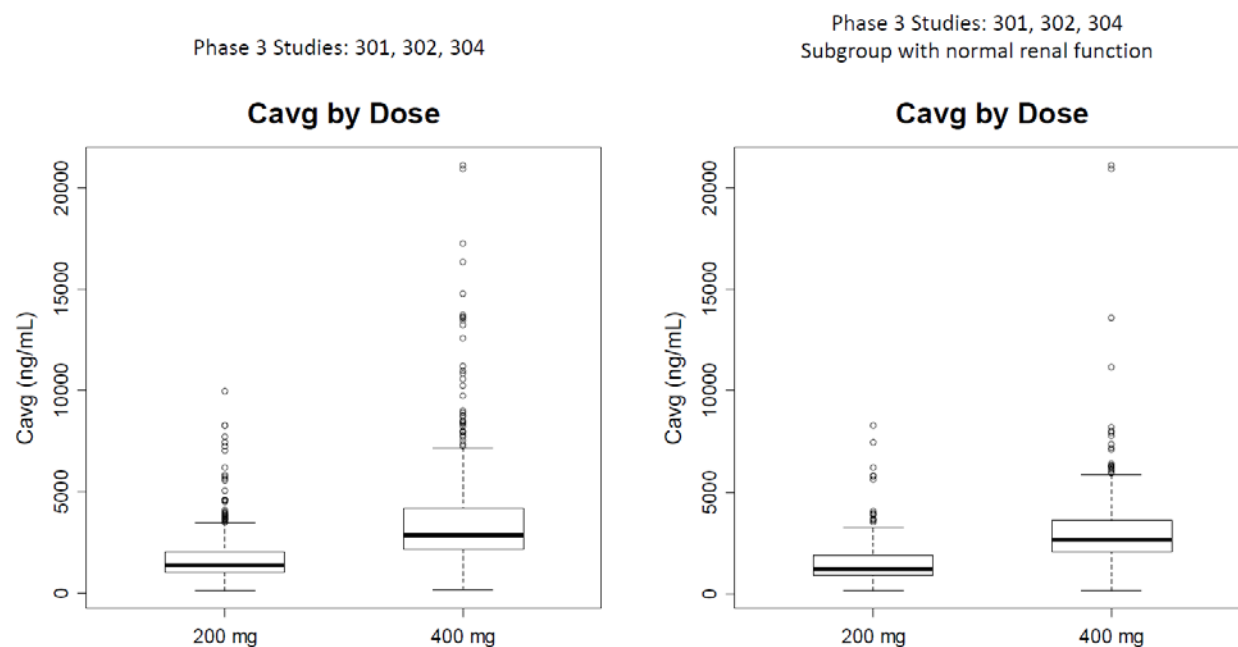 Phase 3 Studies: 301, 302, 304
Cavg by Dose
Cavg (ng/mL)
20000
15000
10000
5000
0
200 mg
400 mg
Phase 3 Studies: 301, 302, 304
Subgroup with normal renal function
Cavg by Dose
Cavg (ng/mL)
20000
15000
10000
5000
0
200 mg
400 mg